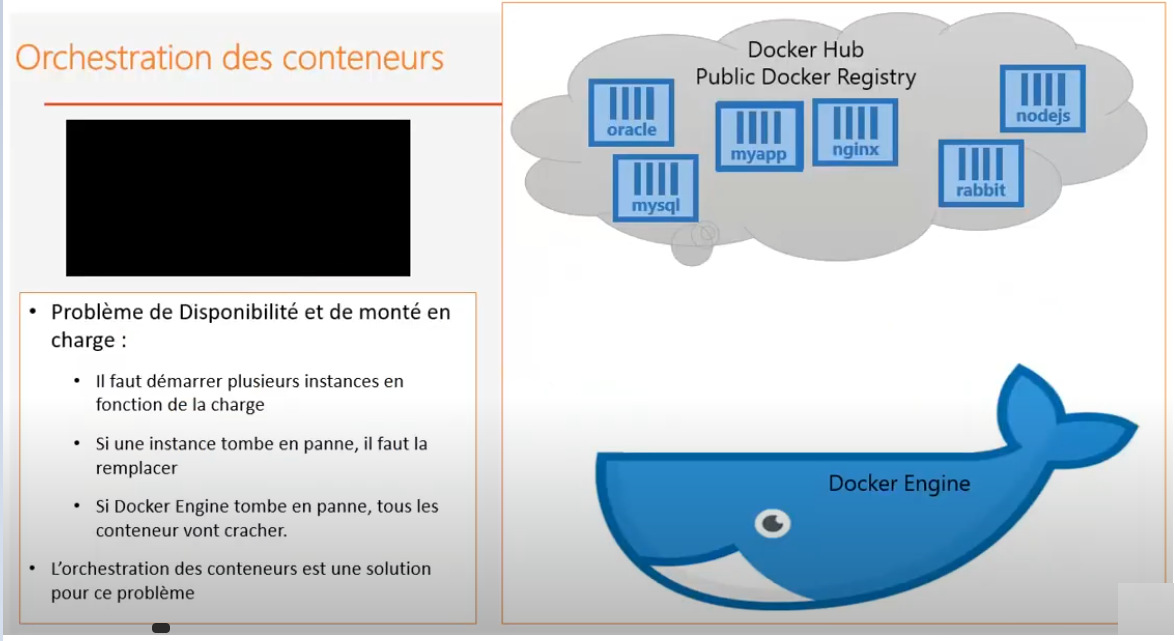 Orchestration des conteneurs
• Problème de Disponibilité et de monté en
charge :
• Il faut démarrer plusieurs instances en
fonction de la charge
• Si une instance tombe en panne, il faut la
remplacer
• Si Docker Engine tombe en panne, tous les
conteneur vont cracher.
• L’orchestration des conteneurs est une solution
pour ce problème
Docker Hub
Public Docker Registry
oracle
myapp
nginx
nodejs
mysql
rabbit
Docker Engine